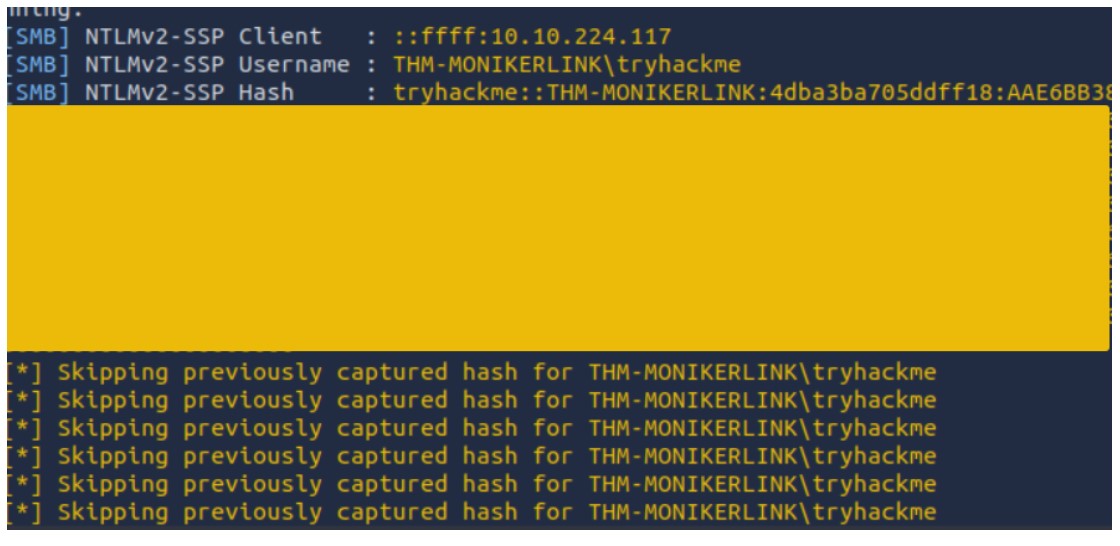 [SMB] NTLMv2-SSP Client   : ::ffff:10.10.224.117
[SMB] NTLMv2-SSP Username : THM-MONIKERLINK\tryhackme
[SMB] NTLMv2-SSP Hash     : tryhackme::THM-MONIKERLINK:4dba3ba705ddff18:AAE6BB38
[*] Skipping previously captured hash for THM-MONIKERLINK\tryhackme
[*] Skipping previously captured hash for THM-MONIKERLINK\tryhackme
[*] Skipping previously captured hash for THM-MONIKERLINK\tryhackme
[*] Skipping previously captured hash for THM-MONIKERLINK\tryhackme
[*] Skipping previously captured hash for THM-MONIKERLINK\tryhackme
[*] Skipping previously captured hash for THM-MONIKERLINK\tryhackme